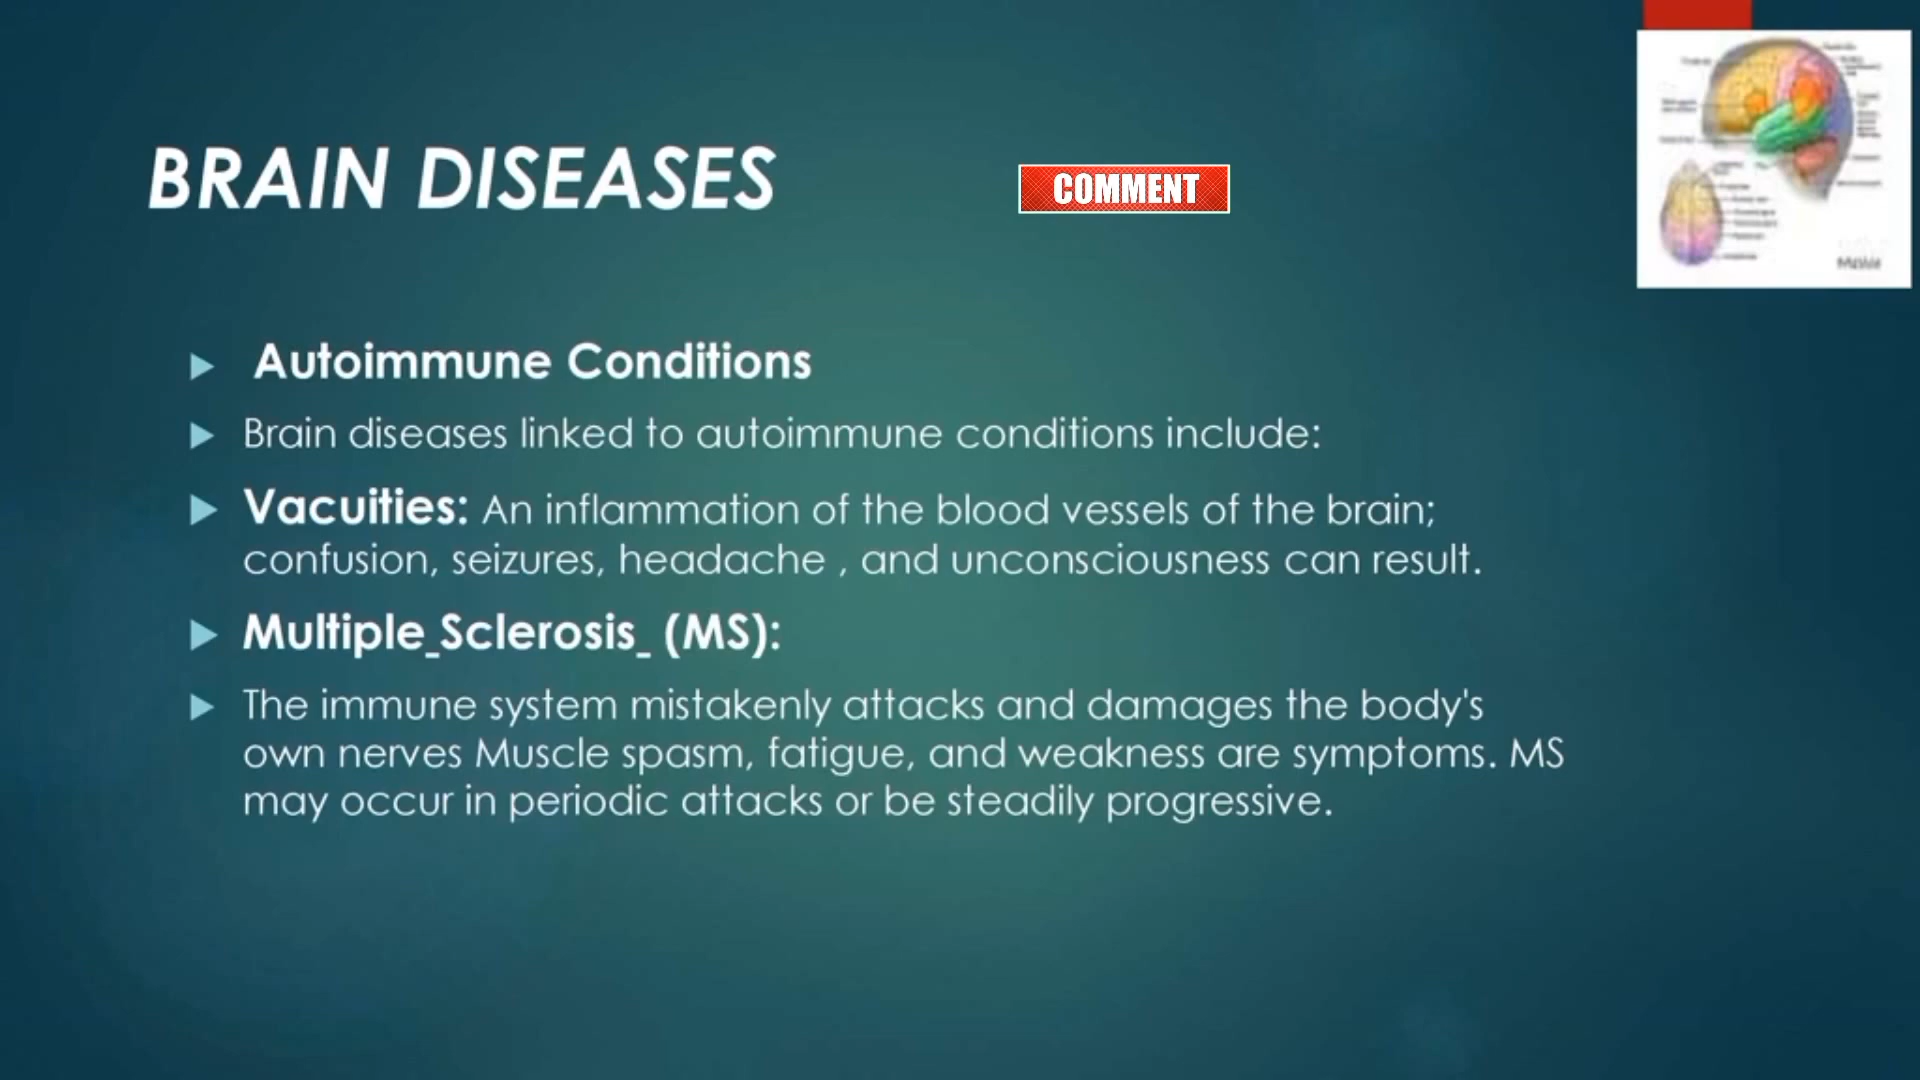 BRAIN DISEASES
COMMENT
Autoimmune Conditions
Brain diseases linked to autoimmune conditions include:
Vacuities: An inflammation of the blood vessels of the brain;
confusion, seizures, headache , and unconsciousness can result.
Multiple_Sclerosis_ (MS):
The immune system mistakenly attacks and damages the body's
own nerves Muscle spasm, fatigue, and weakness are symptoms. MS
may occur in periodic attacks or be steadily progressive.